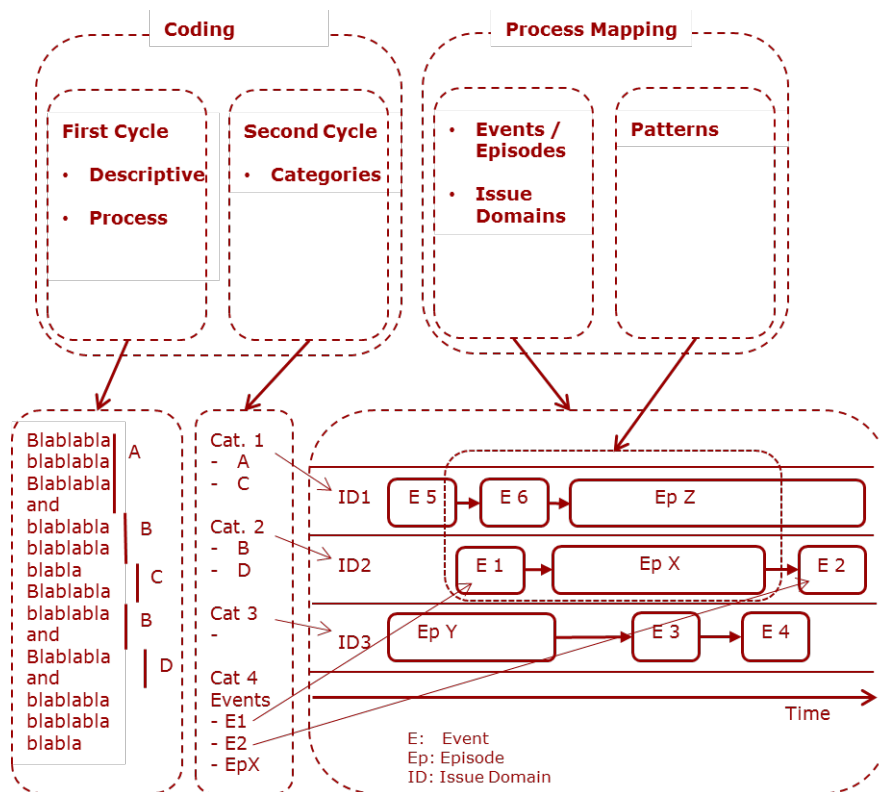 Coding
Process Mapping
First Cycle
• Descriptive
• Process
Second Cycle
• Categories
• Events /
Episodes
• Issue
Domains
Patterns
Blablabla
blablabla
Blablabla
and
blablabla
blablabla
blabla
Blablabla
blablabla
and
Blablabla
and
blablabla
blablabla
blabla
A
B
C
B
D
Cat. 1
- A
- C
Cat. 2
- B
- D
Cat 3
-
Cat 4
Events
- E1
- E2
- EpX
ID1
E 5
E 6
Ep Z
ID2
E 1
Ep X
E 2
ID3
Ep Y
E 3
E 4
Time
E: Event
Ep: Episode
ID: Issue Domain